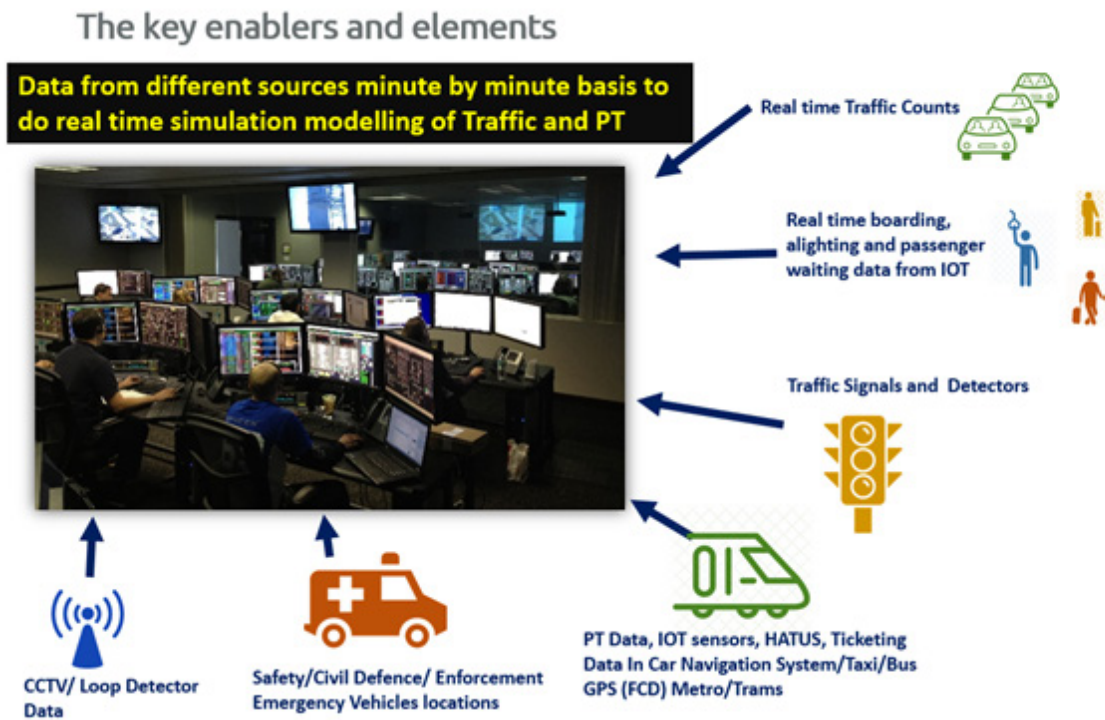 The key enablers and elements
Data from different sources minute by minute basis to
do real time simulation modelling of Traffic and PT
Real time Traffic Counts
Real time boarding,
alighting and passenger
waiting data from IOT
Traffic Signals and Detectors
PT Data, IOT sensors, HATUS, Ticketing
Data In Car Navigation System/Taxi/Bus
GPS (FCD) Metro/Trams
Safety/Civil Defence/ Enforcement
Emergency Vehicles locations
CCTV/ Loop Detector
Data